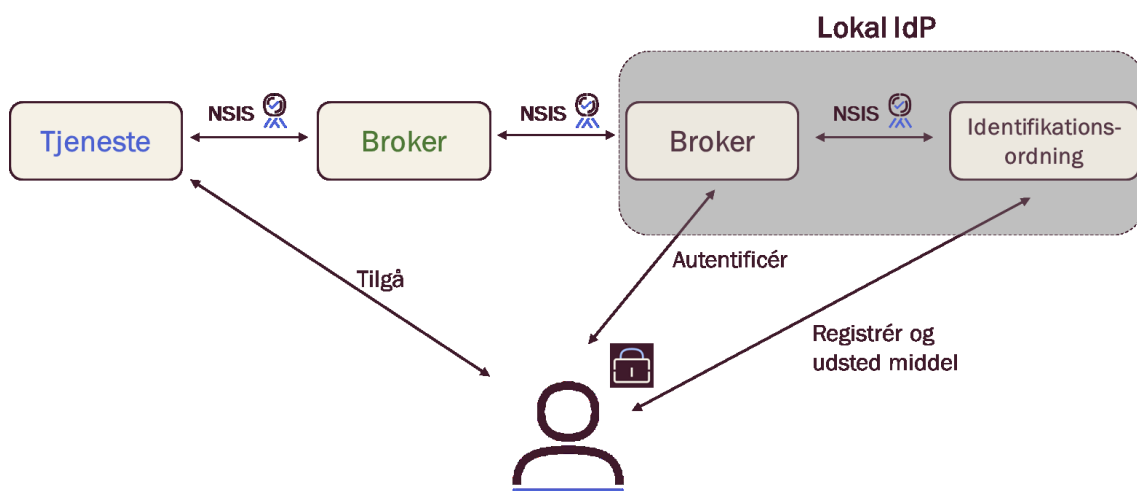 Lokal IdP
NSIS
NSIS
NSIS
Tjeneste
Broker
Broker
Identifikations-
ordning
Autentificér
Tilgå
Registrér og
udsted middel